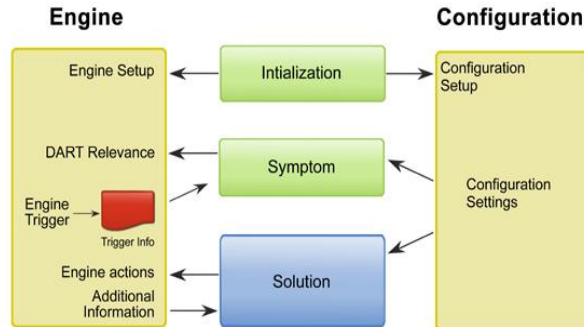 Engine
Configuration
Engine Setup
Intialization
Configuration
Setup
DART Relevance
Symptom
Configuration
Settings
Engine
Trigger
Trigger Info
Engine actions
Solution
Additional
Information